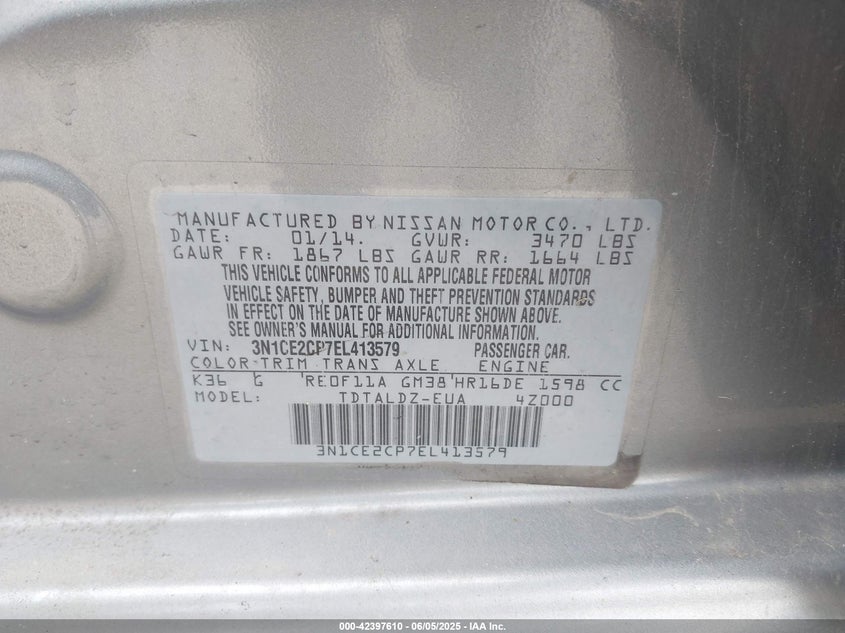 MANUFACTURED BY NISSAN MOTOR CO., LTD.
DATE: 01/14. GVWR: 3470 LBS
GAWR FR: 1867 LBS GAWR RR: 1664 LBS
THIS VEHICLE CONFORMS TO ALL APPLICABLE FEDERAL MOTOR
VEHICLE SAFETY, BUMPER AND THEFT PREVENTION STANDARDS
IN EFFECT ON THE DATE OF MANUFACTURE SHOWN ABOVE.
SEE OWNER'S MANUAL FOR ADDITIONAL INFORMATION.
VIN: 3N1CE2CP7EL413579 PASSENGER CAR.
COLOR TRIM TRANS AXLE ENGINE
K36 G RE0F11A GM38 HR16DE 1598 CC
MODEL: TDTALDZ-EUA 4Z000
3N1CE2CP7EL413579
000-42397610 - 06/05/2025 - IAA Inc.